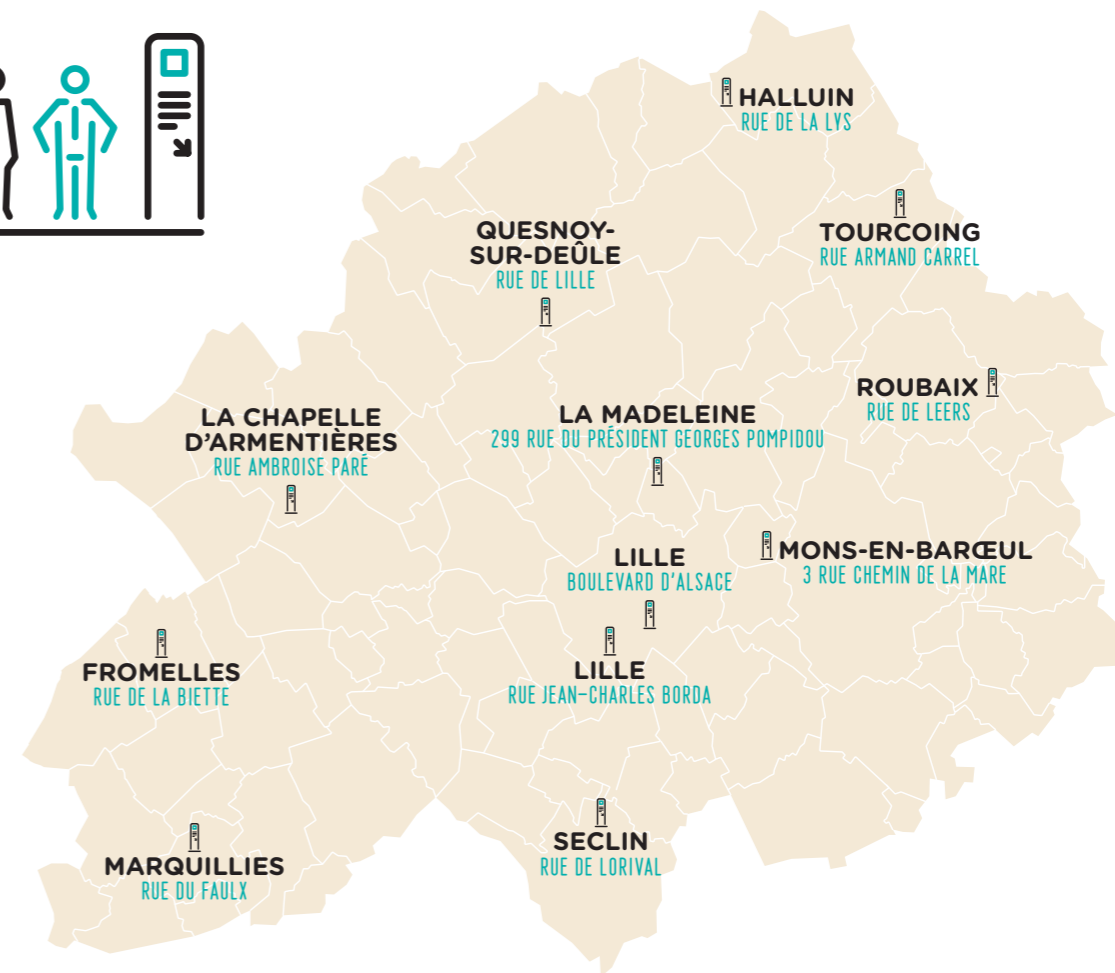 HALLUIN
RUE DE LA LYS
TOURCOING
RUE ARMAND CARREL
QUESNOY-
SUR-DEÛLE
RUE DE LILLE
ROUBAIX
RUE DE LEERS
LA CHAPELLE
D'ARMENTIÈRES
RUE AMBROISE PARÉ
LA MADELEINE
299 RUE DU PRÉSIDENT GEORGES POMPIDOU
LILLE
BOULEVARD D'ALSACE
MONS-EN-BARŒUL
3 RUE CHEMIN DE LA MARE
FROMELLES
RUE DE LA BIETTE
LILLE
RUE JEAN-CHARLES BORDA
SECLIN
RUE DE LORIVAL
MARQUILLIES
RUE DU FAULX